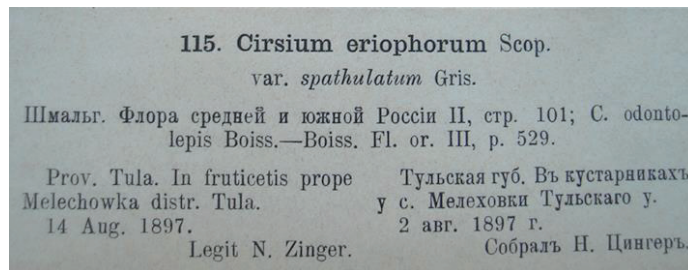 115. Cirsium eriophorum Scop.
var. spathulatum Gris.
Шмальг. Флора средней и южной Россіи II, стр. 101; C. odonto-
lepis Boiss.—Boiss. Fl. or. III, p. 529.
Prov. Tula. In fruticetis prope
Melechowka distr. Tula.
14 Aug. 1897.
Legit N. Zinger.
Тульская губ. Въ кустарникахъ
у с. Мелеховки Тульскаго у.
2 авг. 1897 г.
Собралъ Н. Цингеръ.